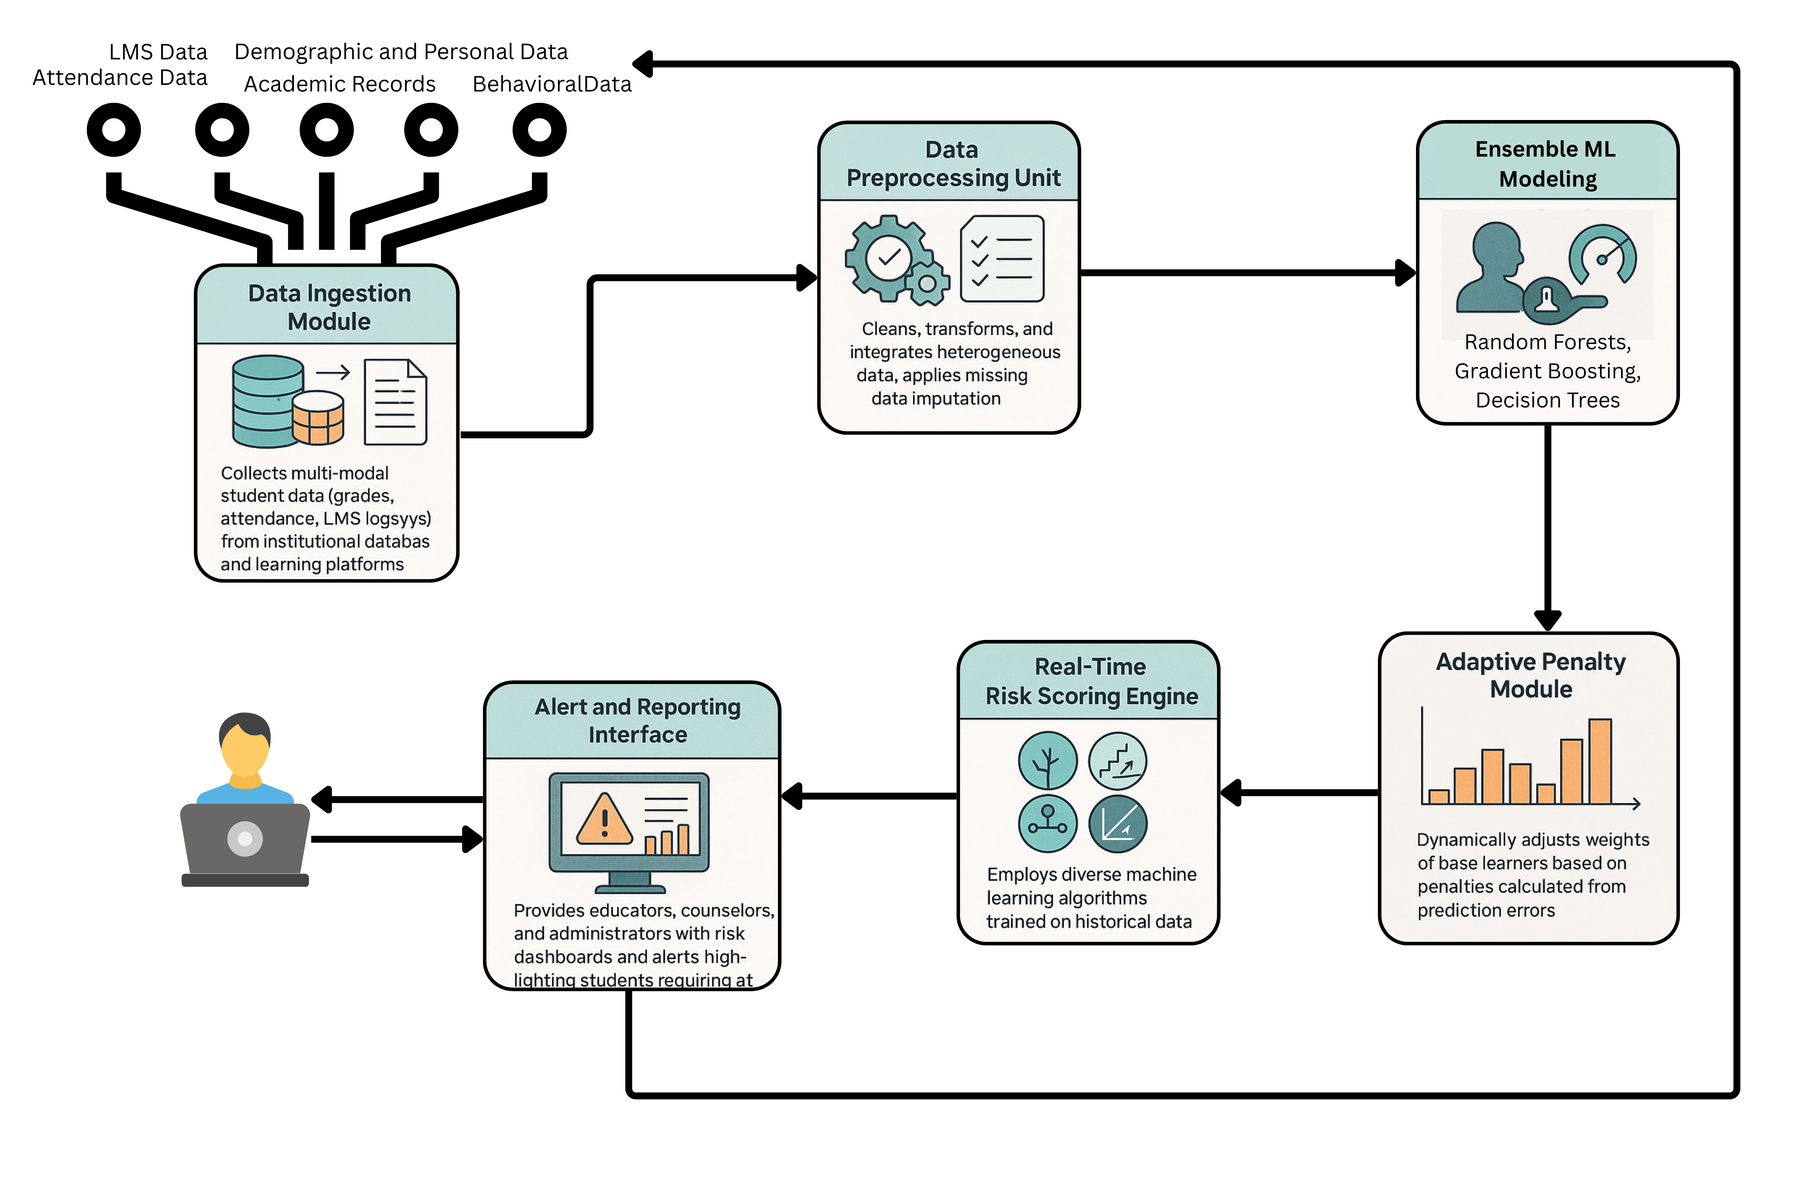 LMS Data
Attendance Data
Demographic and Personal Data
Academic Records
BehavioralData
Data Ingestion
Module
Collects multi-modal
student data (grades,
attendance, LMS logsyys)
from institutional databas
and learning platforms
Data
Preprocessing Unit
Cleans, transforms, and
integrates heterogeneous
data, applies missing
data imputation
Ensemble ML
Modeling
Random Forests,
Gradient Boosting,
Decision Trees
Adaptive Penalty
Module
Dynamically adjusts weights
of base learners based on
penalties calculated from
prediction errors
Real-Time
Risk Scoring Engine
Employs diverse machine
learning algorithms
trained on historical data
Alert and Reporting
Interface
Provides educators, counselors,
and administrators with risk
dashboards and alerts high-
lighting students requiring at